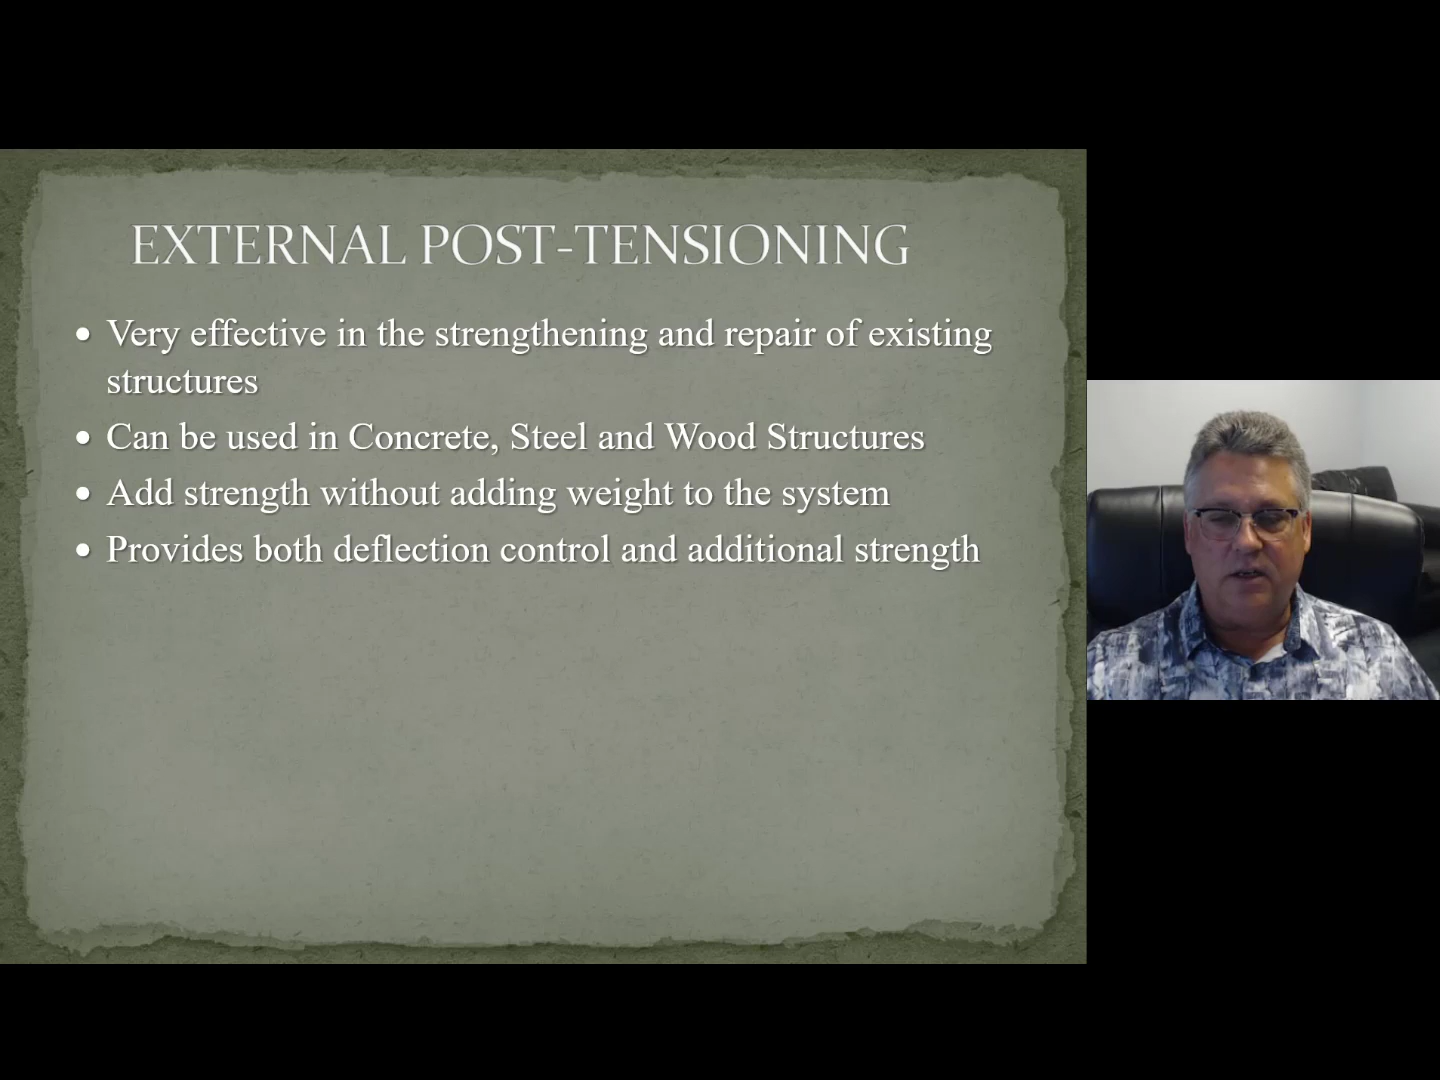 EXTERNAL POST-TENSIONING
• Very effective in the strengthening and repair of existing
structures
• Can be used in Concrete, Steel and Wood Structures
• Add strength without adding weight to the system
• Provides both deflection control and additional strength